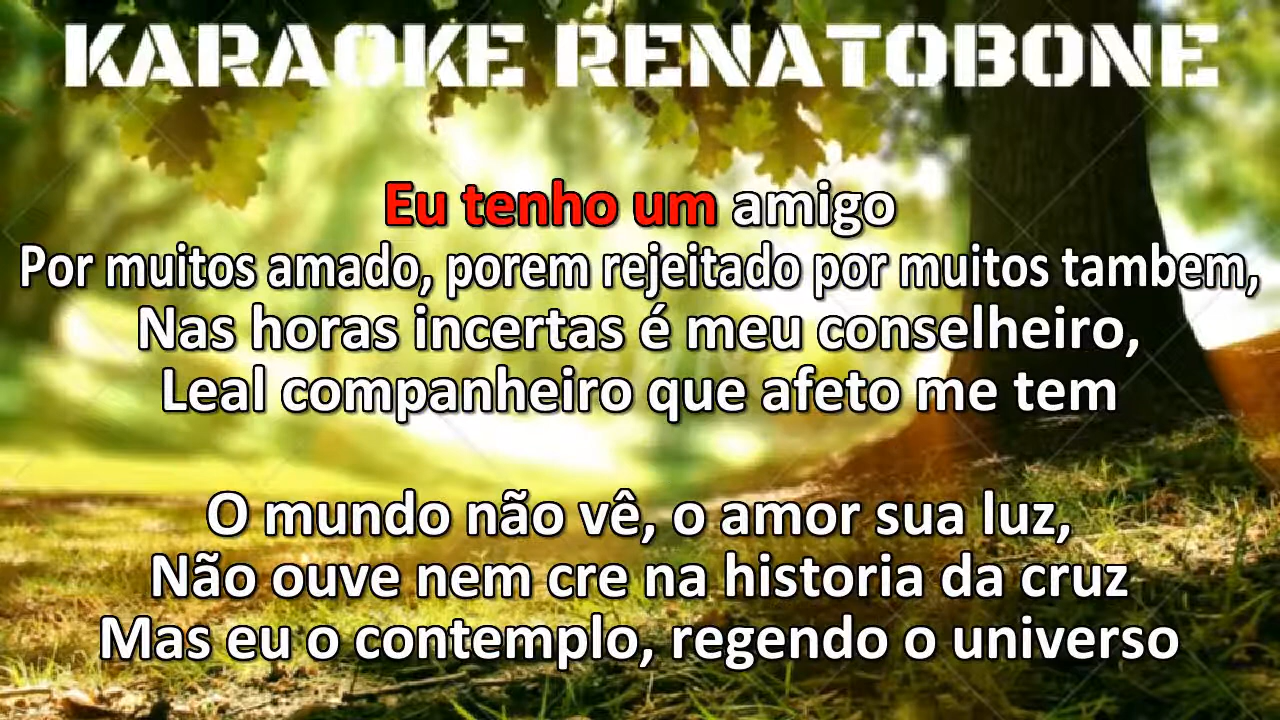 KARAOKE RENATOBONE
Eu tenho um amigo
Por muitos amado, porem rejeitado por muitos tambem,
Nas horas incertas é meu conselheiro,
Leal companheiro que afeto me tem
O mundo não vê, o amor sua luz,
Não ouve nem cre na historia da cruz
Mas eu o contemplo, regendo o universo